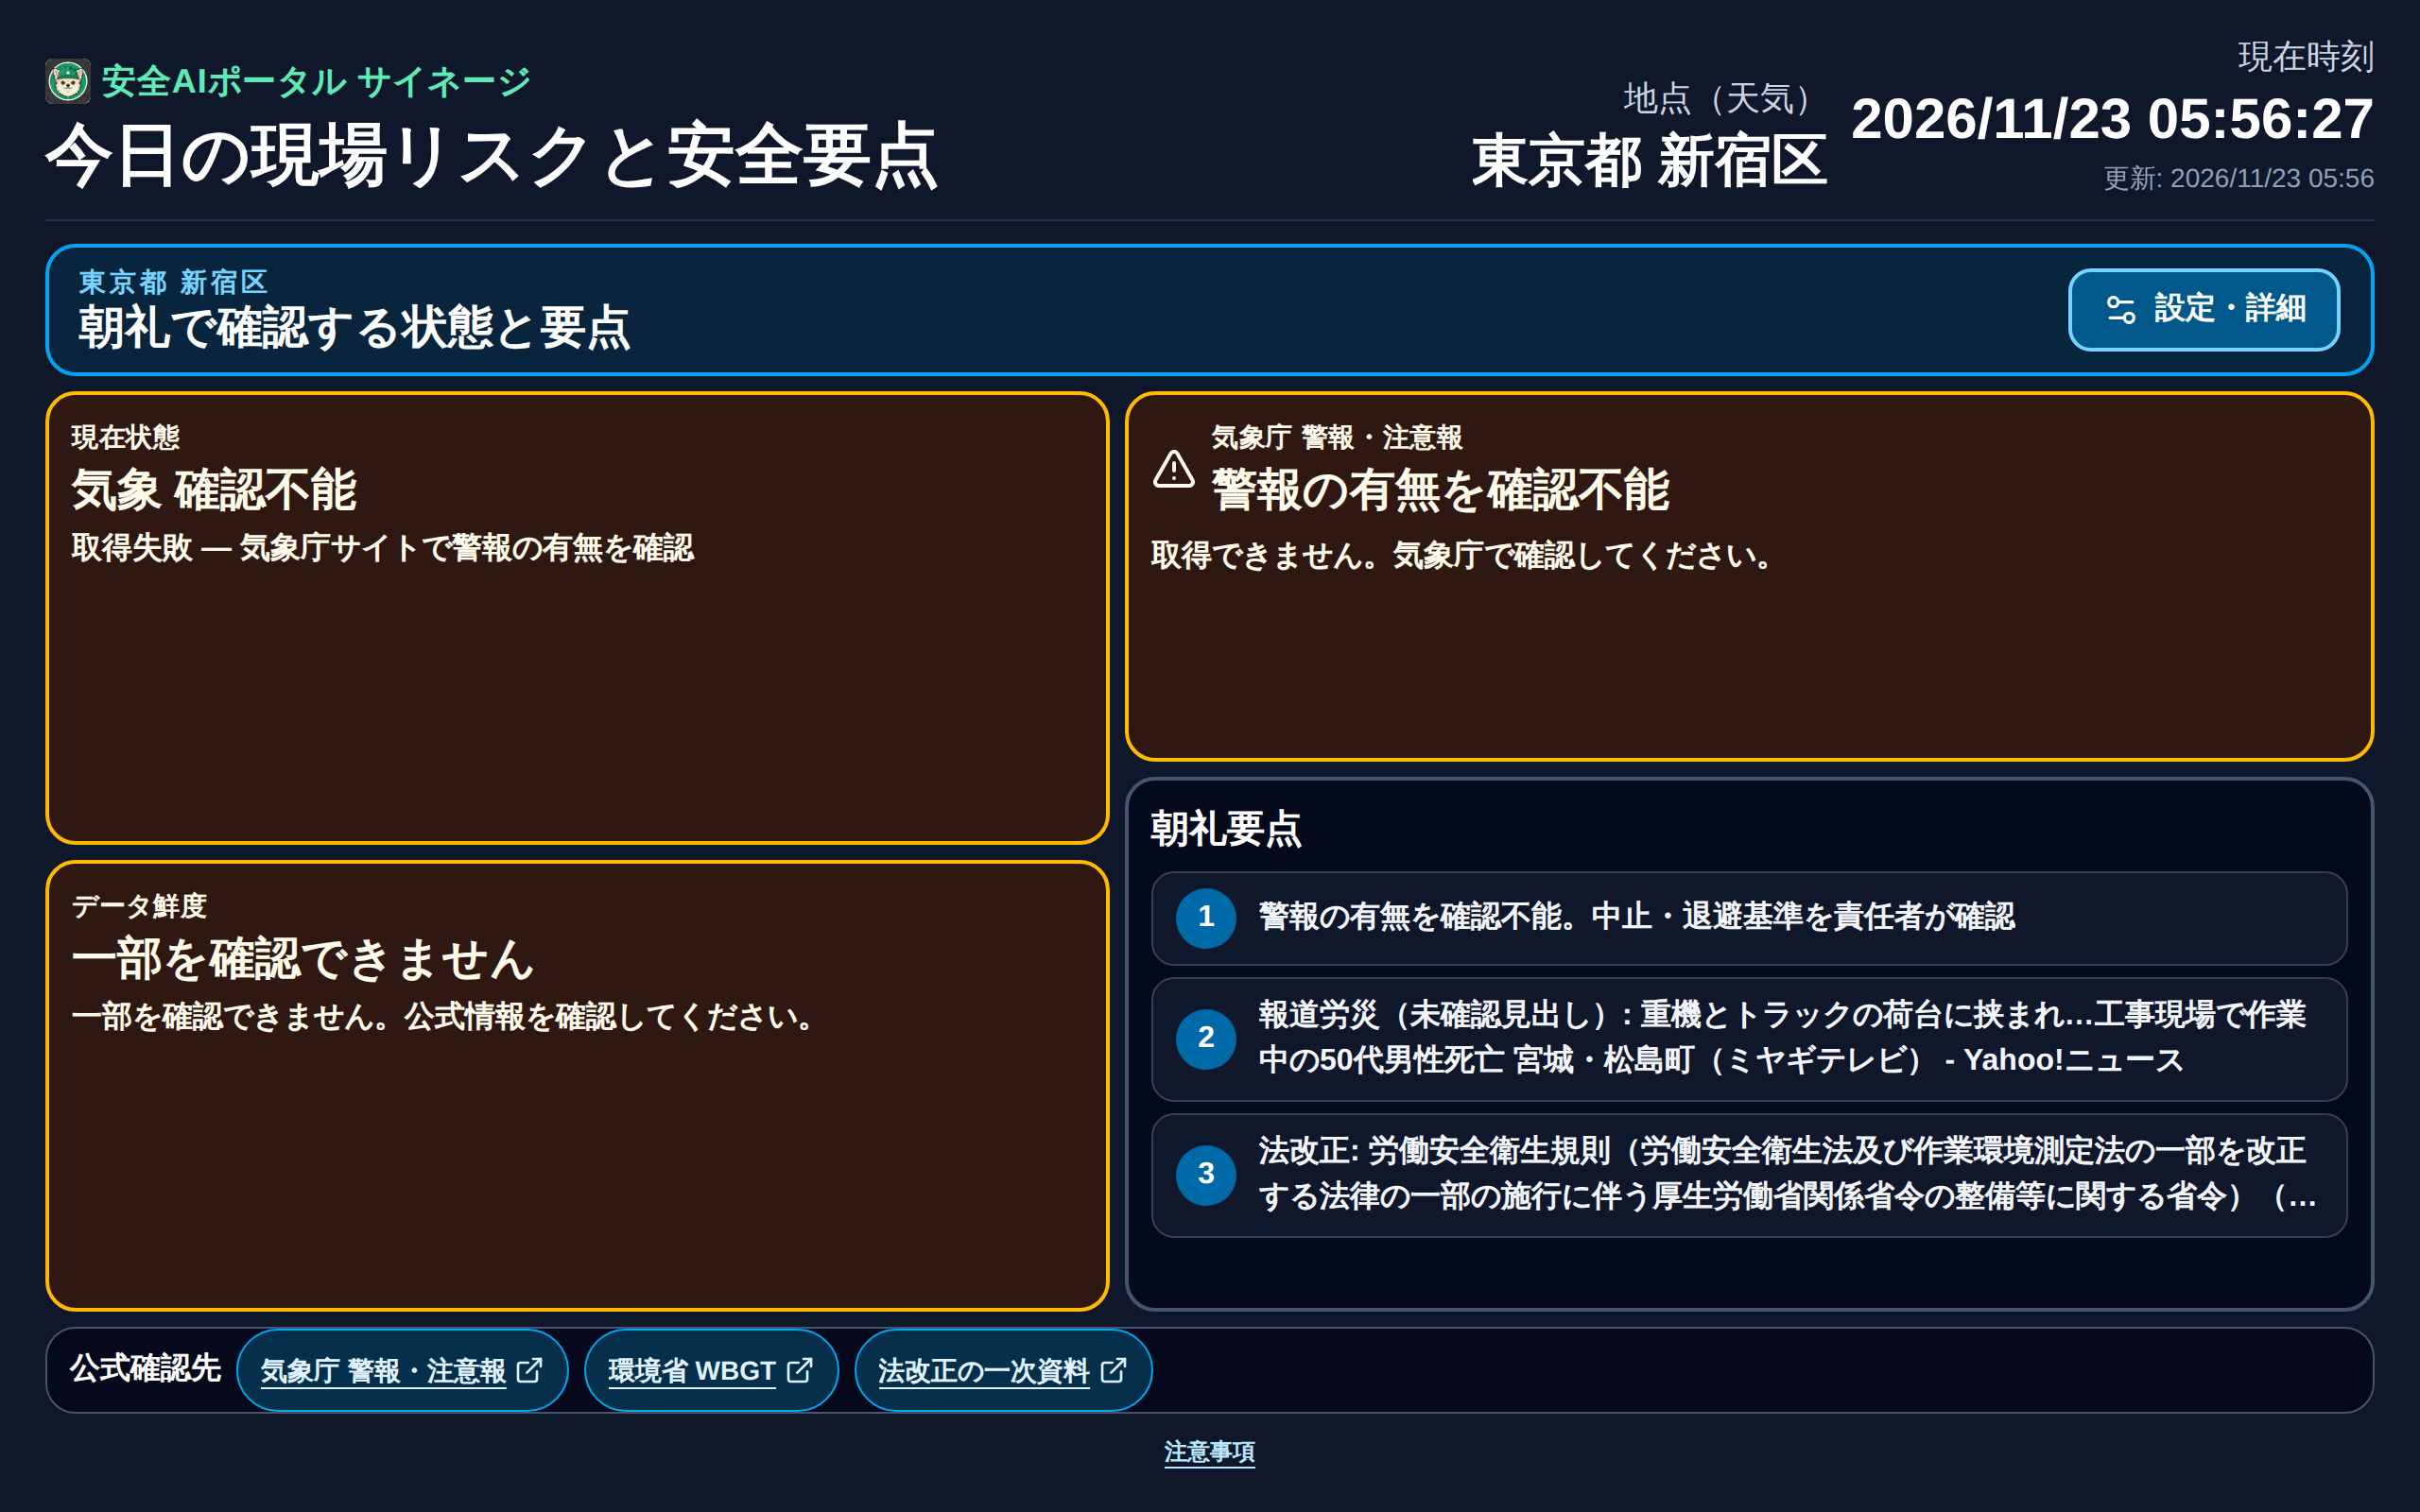 安全AIポータル サイネージ
今日の現場リスクと安全要点
地点（天気）
東京都 新宿区
現在時刻
2026/11/23 05:56:27
更新: 2026/11/23 05:56
東京都 新宿区
朝礼で確認する状態と要点
設定・詳細
現在状態
気象 確認不能
取得失敗 — 気象庁サイトで警報の有無を確認
気象庁 警報・注意報
警報の有無を確認不能
取得できません。気象庁で確認してください。
データ鮮度
一部を確認できません
一部を確認できません。公式情報を確認してください。
朝礼要点
1 警報の有無を確認不能。中止・退避基準を責任者が確認
2 報道労災（未確認見出し）: 重機とトラックの荷台に挟まれ…工事現場で作業
中の50代男性死亡 宮城・松島町（ミヤギテレビ） - Yahoo!ニュース
3 法改正: 労働安全衛生規則（労働安全衛生法及び作業環境測定法の一部を改正
する法律の一部の施行に伴う厚生労働省関係省令の整備等に関する省令）（…
公式確認先 気象庁 警報・注意報 環境省 WBGT 法改正の一次資料
注意事項